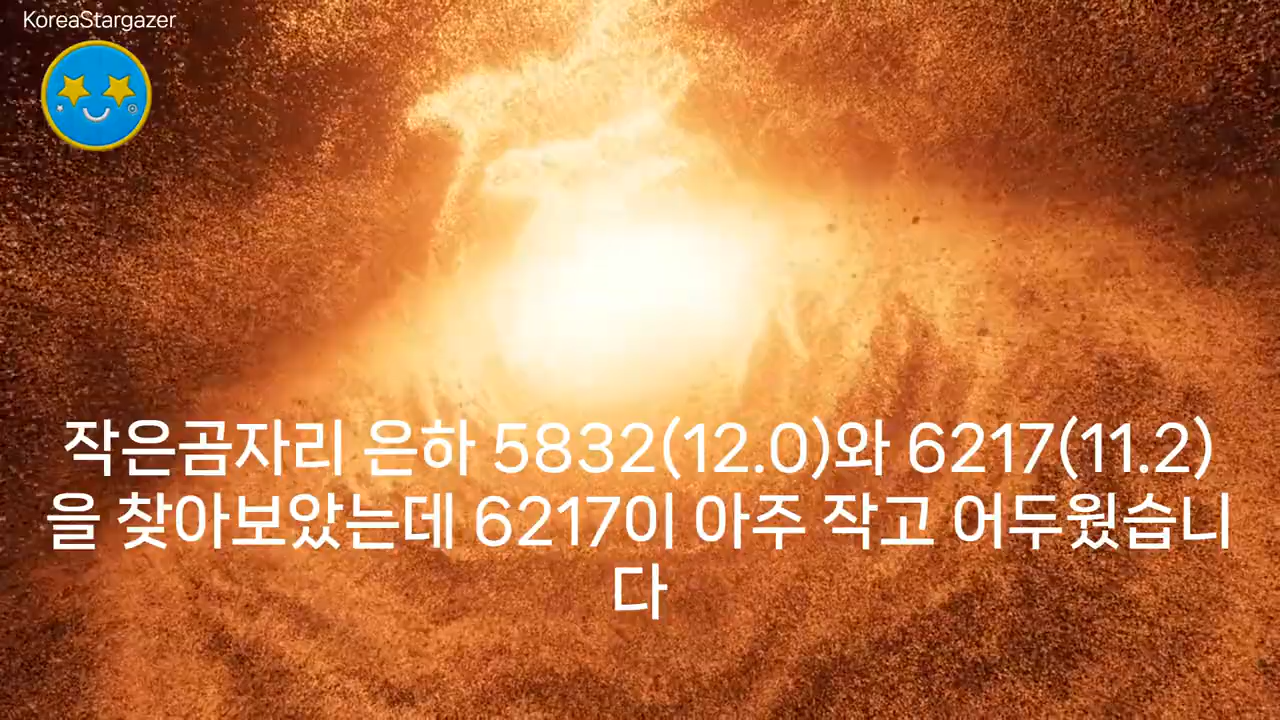 KoreaStargazer
작은곰자리 은하 5832(12.0)와 6217(11.2)
을 찾아보았는데 6217이 아주 작고 어두웠습니
다